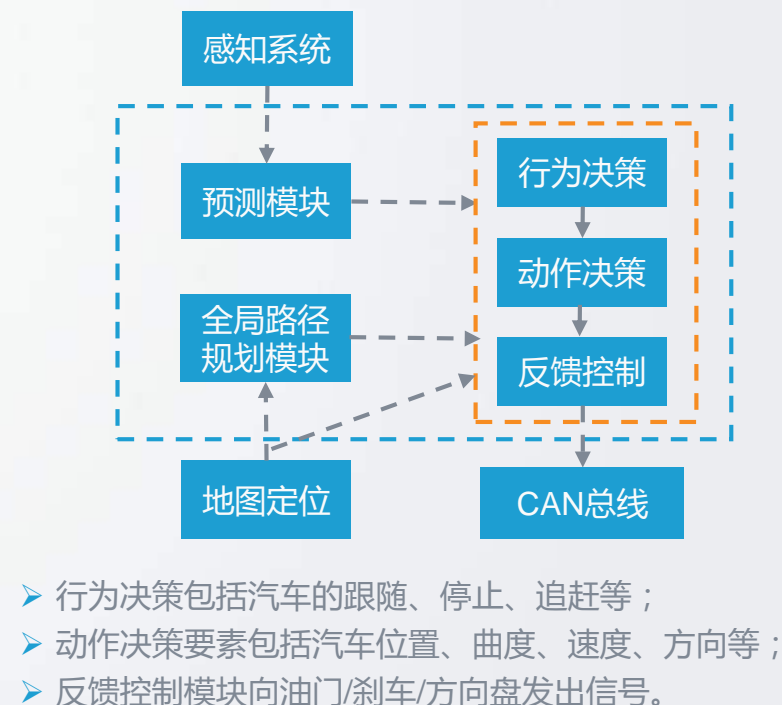 感知系统
预测模块
行为决策
动作决策
全局路径
规划模块
反馈控制
地图定位
CAN总线
行为决策包括汽车的跟随、停止、追赶等；
动作决策要素包括汽车位置、曲度、速度、方向等；
反馈控制模块向油门/刹车/方向盘发出信号。